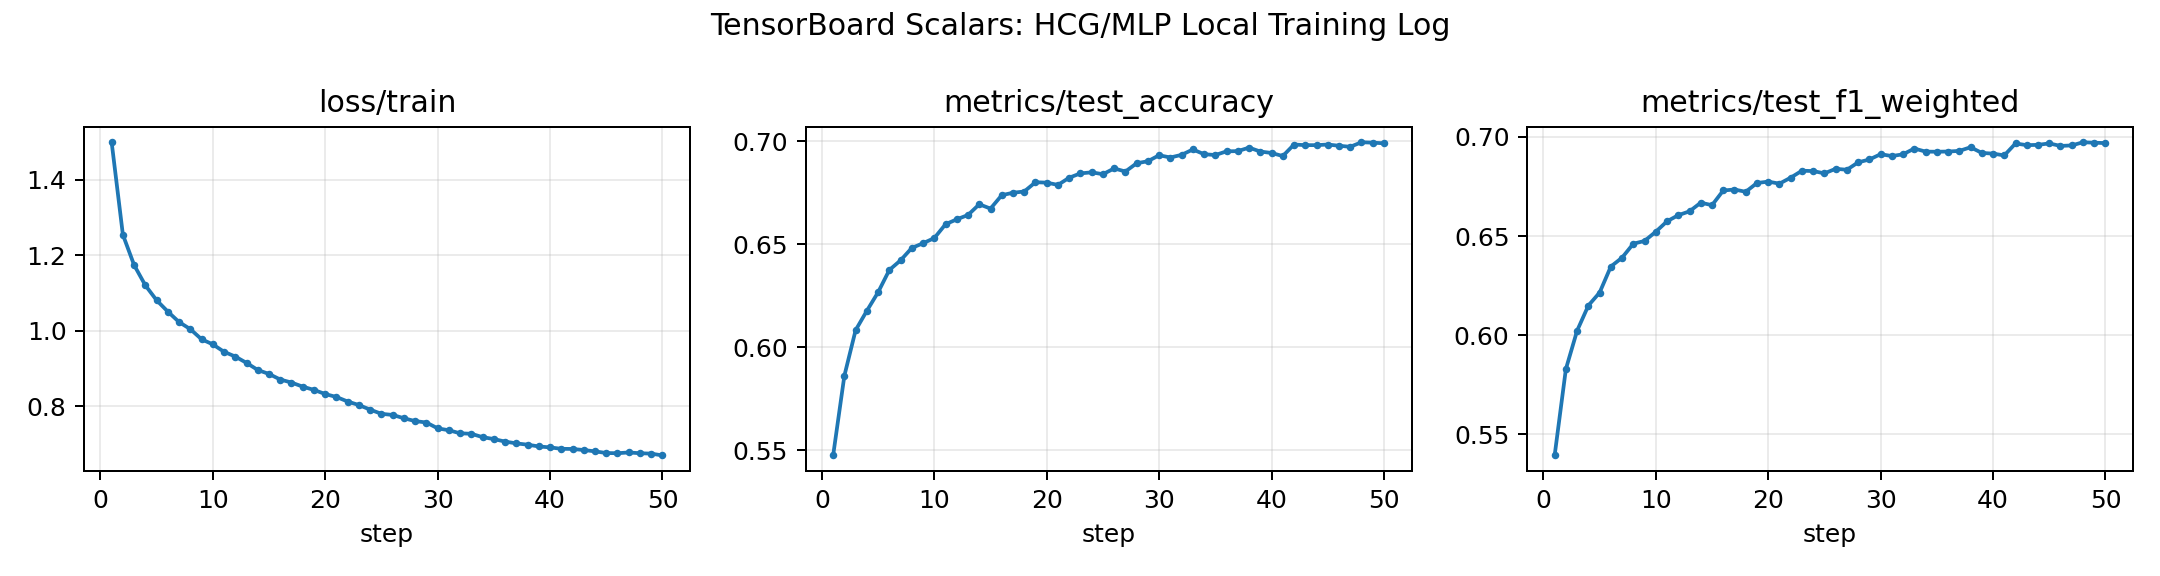 TensorBoard Scalars: HCG/MLP Local Training Log
loss/train
1.4
1.2
1.0
0.8
0 10 20 30 40 50
step
metrics/test_accuracy
0.70
0.65
0.60
0.55
0 10 20 30 40 50
step
metrics/test_f1_weighted
0.70
0.65
0.60
0.55
0 10 20 30 40 50
step